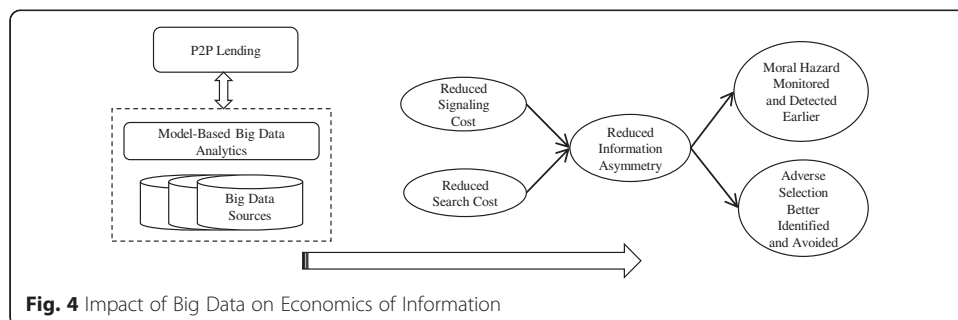 P2P Lending
Model-Based Big Data
Analytics
Big Data
Sources
Reduced
Signaling
Cost
Reduced
Search Cost
Reduced
Information
Asymmetry
Moral Hazard
Monitored
and Detected
Earlier
Adverse
Selection
Better
Identified
and Avoided
Fig. 4 Impact of Big Data on Economics of Information